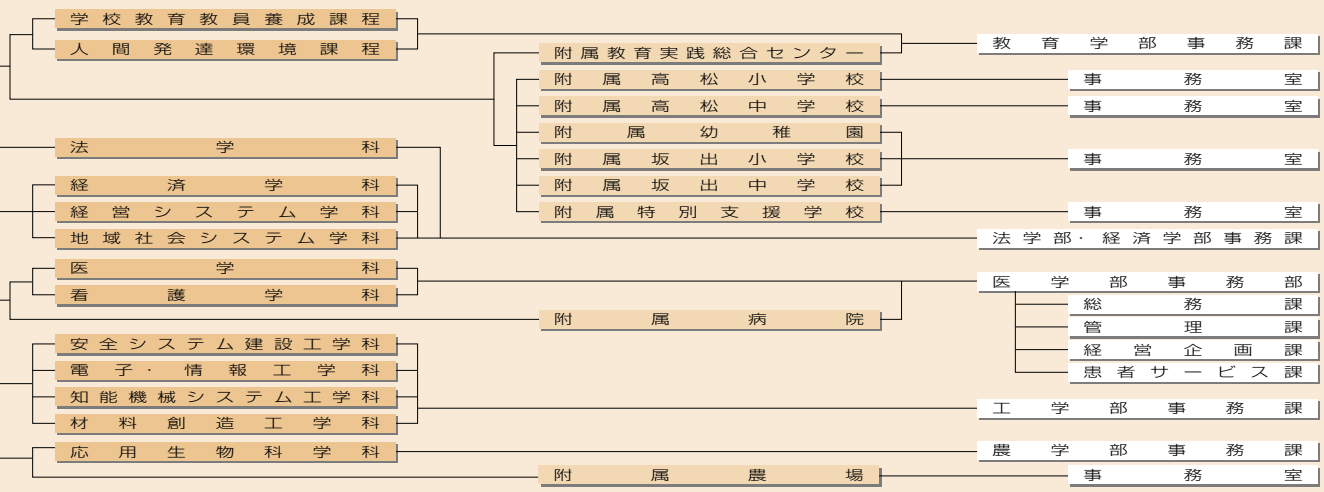 学校教育教員養成課程
人間発達環境課程
教育学部事務課
附属教育実践総合センター
附属高松小学校
事務室
附属高松中学校
事務室
附属幼稚園
法学科
附属坂出小学校
事務室
経済学科
附属坂出中学校
経営システム学科
附属特別支援学校
事務室
地域社会システム学科
法学部・経済学部事務課
医学科
医学部事務部
看護学科
総務課
附属病院
管理課
安全システム建設工学科
経営企画課
電子・情報工学科
患者サービス課
知能機械システム工学科
工学部事務課
材料創造工学科
応用生物科学科
農学部事務課
附属農場
事務室